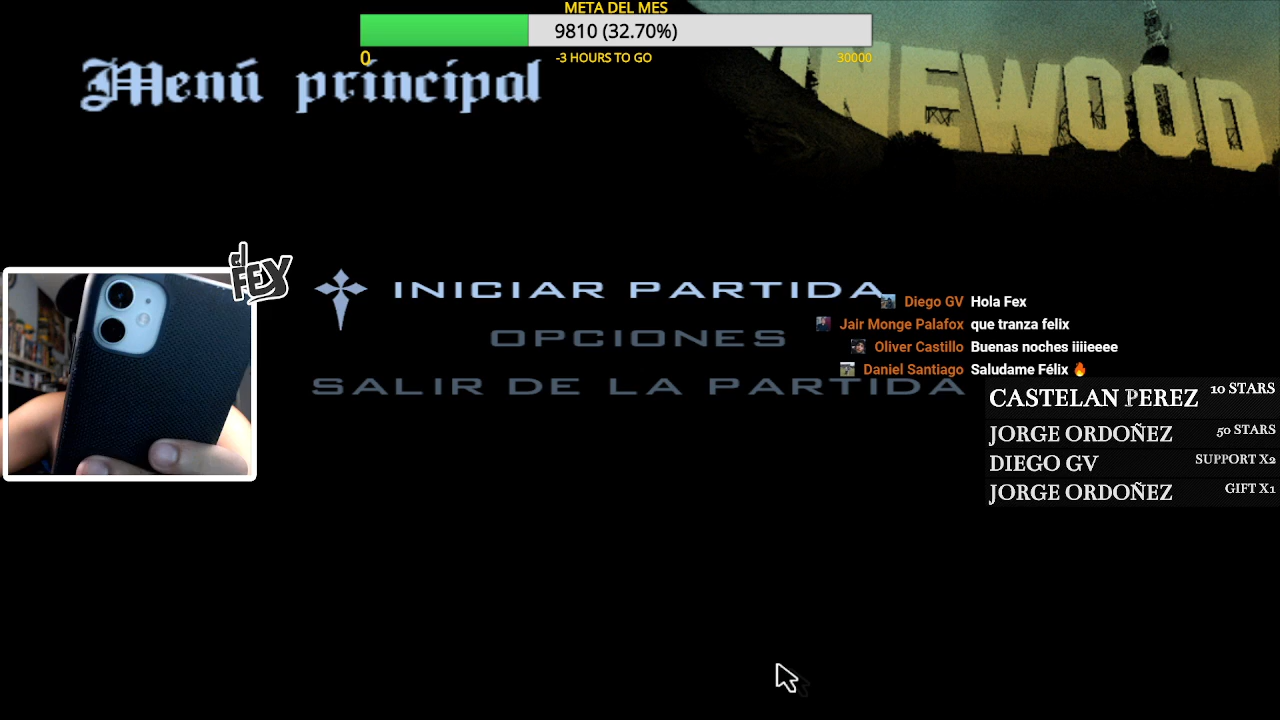 META DEL MES
9810 (32.70%)
0
-3 HOURS TO GO
30000
Menú principal
NEWOOD
FEX
INICIAR PARTIDA
OPCIONES
SALIR DE LA PARTIDA
Diego GV Hola Fex
Jair Monge Palafox que tranza felix
Oliver Castillo Buenas noches iiiieeee
Daniel Santiago Saludame Félix 🔥
CASTELAN PEREZ 10 STARS
JORGE ORDOÑEZ 50 STARS
DIEGO GV SUPPORT X2
JORGE ORDOÑEZ GIFT X1